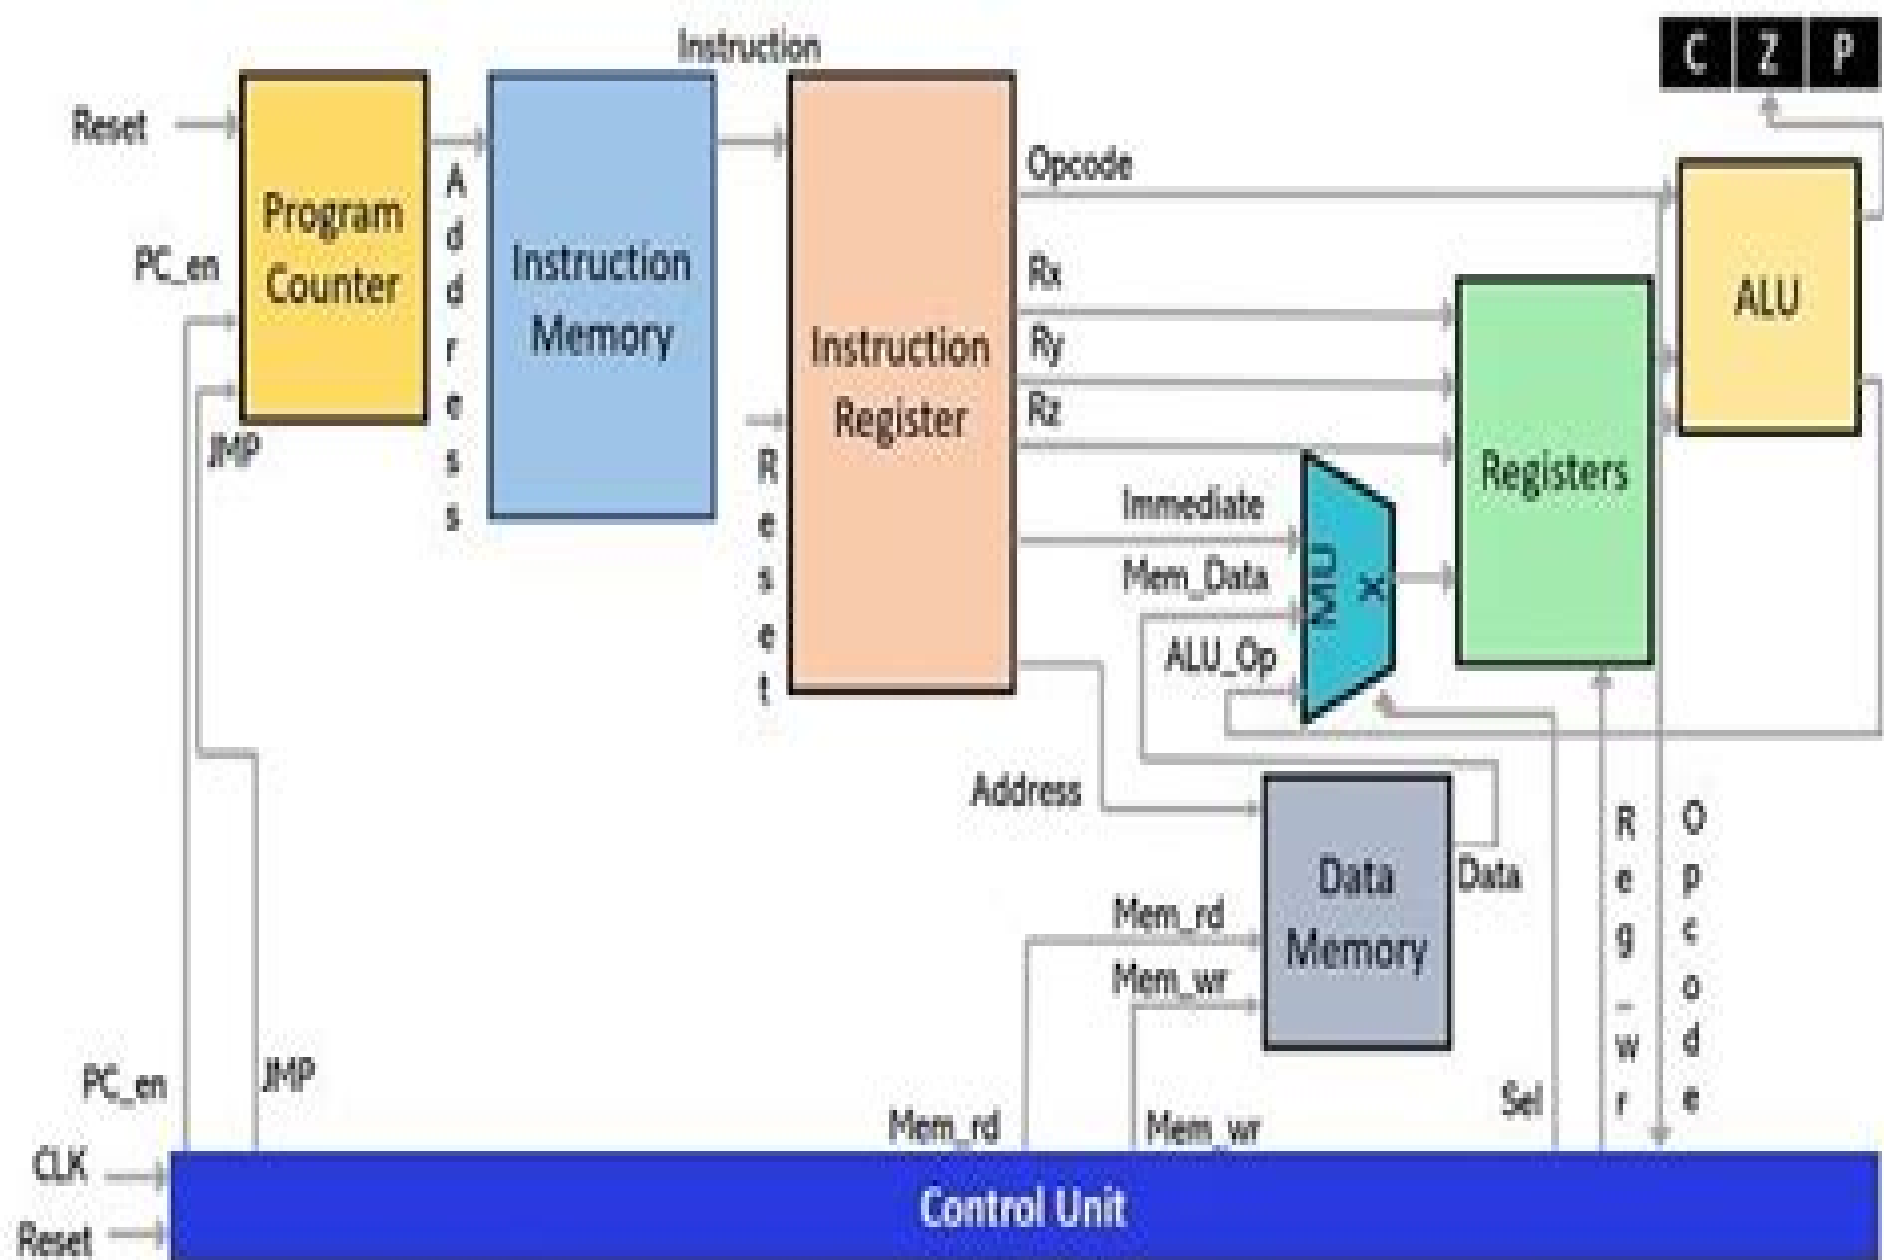 Instruction
C Z P
Reset
Opcode
Program
Counter
Address
PC_en
Instruction
Memory
Rx
ALU
Ry
Instruction
Register
Rz
JMP
Reset
Registers
Immediate
MU
X
Mem_Data
ALU_Op
Address
Data
Memory
Data
Reg_wr
Opcode
Mem_rd
Mem_wr
PC_en
JMP
Sel
Mem_rd
Mem_wr
CLK
Control Unit
Reset